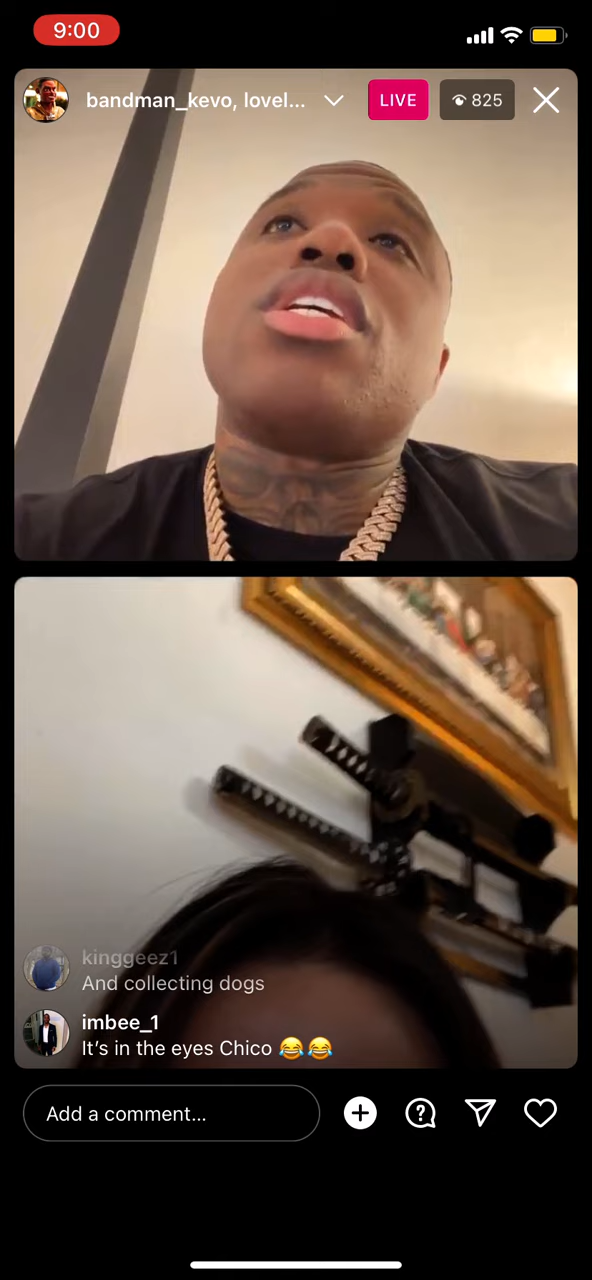 9:00
bandman_kevo, lovel...
LIVE
825
kinggeez1
And collecting dogs
imbee_1
It’s in the eyes Chico 😂😂
Add a comment...